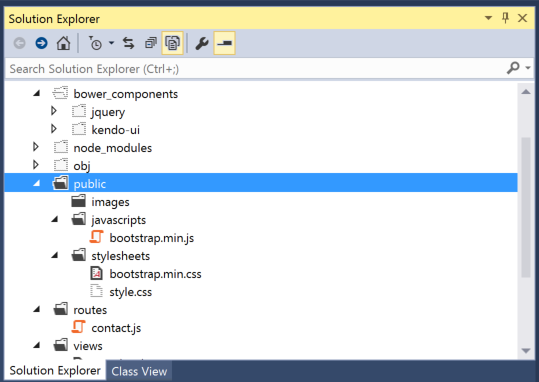 Solution Explorer
Search Solution Explorer (Ctrl+;)
bower_components
jquery
kendo-ui
node_modules
obj
public
images
javascripts
bootstrap.min.js
stylesheets
bootstrap.min.css
style.css
routes
contact.js
views
Solution Explorer
Class View